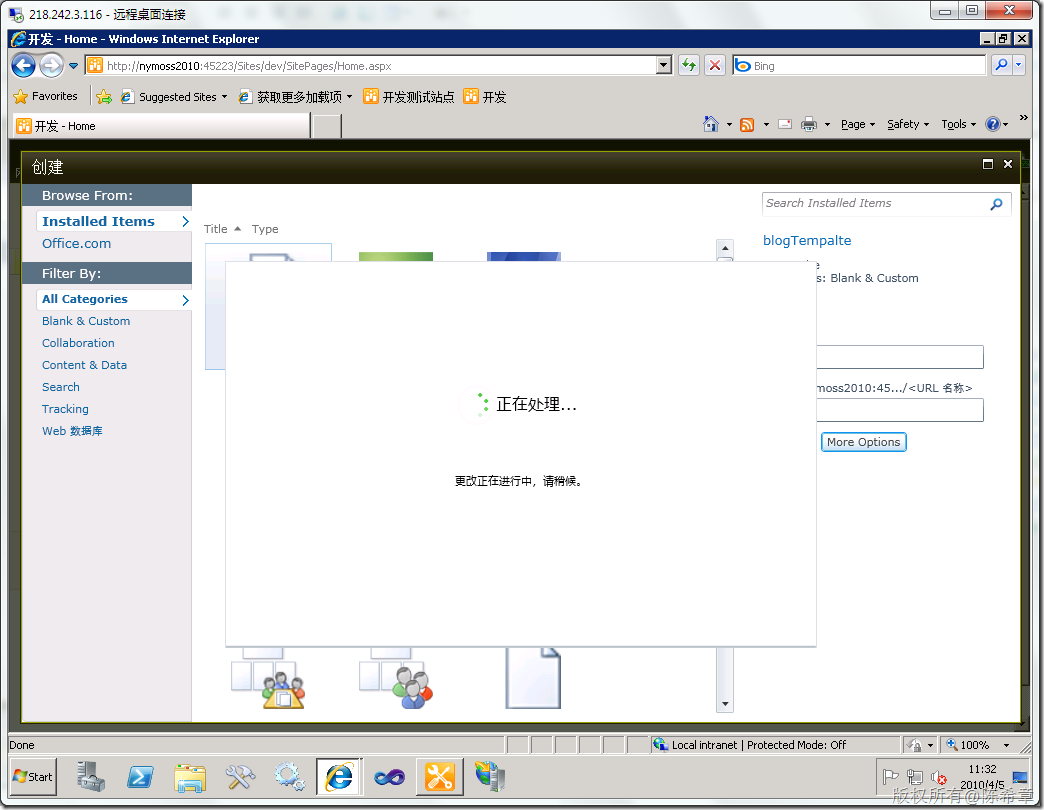 218.242.3.116 - 远程桌面连接
开发 - Home - Windows Internet Explorer
http://nymoss2010:45223/Sites/dev/SitePages/Home.aspx
Bing
Favorites
Suggested Sites
获取更多加载项
开发测试站点
开发
开发 - Home
Page
Safety
Tools
创建
Browse From:
Installed Items
Office.com
Filter By:
All Categories
Blank & Custom
Collaboration
Content & Data
Search
Tracking
Web 数据库
Title
Type
正在处理...
更改正在进行中，请稍候。
Search Installed Items
blogTempalte
: Blank & Custom
moss2010:45.../<URL 名称>
More Options
Done
Local intranet | Protected Mode: Off
100%
Start
11:32
2010/4/5
版权所有@陈希章